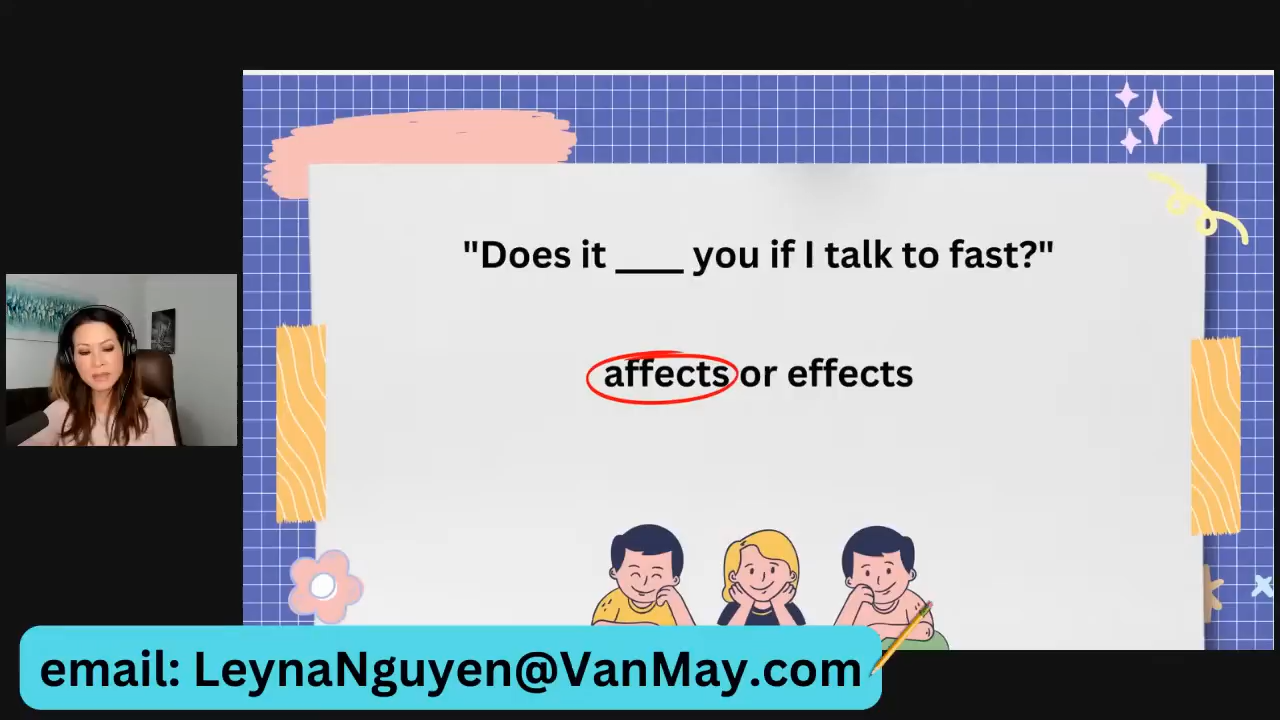 "Does it ____ you if I talk to fast?"
affects or effects
email: LeynaNguyen@VanMay.com